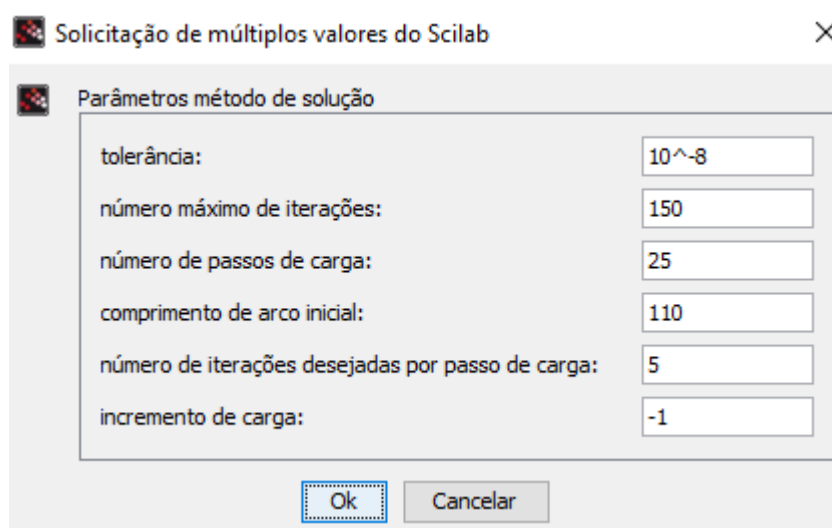 Solicitação de múltiplos valores do Scilab
Parâmetros método de solução
tolerância: 10^-8
número máximo de iterações: 150
número de passos de carga: 25
comprimento de arco inicial: 110
número de iterações desejadas por passo de carga: 5
incremento de carga: -1
Ok Cancelar